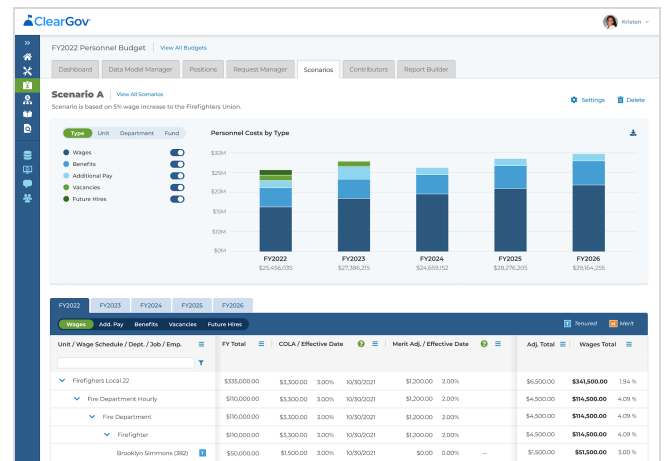 ClearGov
Kristen
FY2022 Personnel Budget View All Budgets
Dashboard Data Model Manager Positions Request Manager Scenarios Contributors Report Builder
Scenario A View All Scenarios
Scenario is based on 5% wage increase to the Firefighters Union.
Settings Delete
Type Unit Department Fund
Personnel Costs by Type
Wages
Benefits
Additional Pay
Vacancies
Future Hires
$30M
$25M
$20M
$15M
$10M
$0M
FY2022 FY2023 FY2024 FY2025 FY2026
$25,456,035 $27,386,215 $24,659,152 $28,276,205 $29,164,255
FY2022 FY2023 FY2024 FY2025 FY2026
Wages Add. Pay Benefits Vacancies Future Hires T Tenured M Merit
Unit / Wage Schedule / Dept. / Job / Emp. FY Total COLA / Effective Date ? Merit Adj. / Effective Date ? Adj. Total Wages Total
Firefighers Local 22 $335,000.00 $3,300.00 3.00% 10/30/2021 $1,200.00 2.00% $6,500.00 $341,500.00 1.94 %
Fire Department Hourly $110,000.00 $3,300.00 3.00% 10/30/2021 $1,200.00 2.00% $4,500.00 $114,500.00 4.09 %
Fire Department $110,000.00 $3,300.00 3.00% 10/30/2021 $1,200.00 2.00% $4,500.00 $114,500.00 4.09 %
Firefighter $110,000.00 $3,300.00 3.00% 10/30/2021 $1,200.00 2.00% $4,500.00 $114,500.00 4.09 %
Brooklyn Simmons (382) T $50,000.00 $1,500.00 3.00% 10/30/2021 $0.00 0.00% -- $1,500.00 $51,500.00 3.00 %